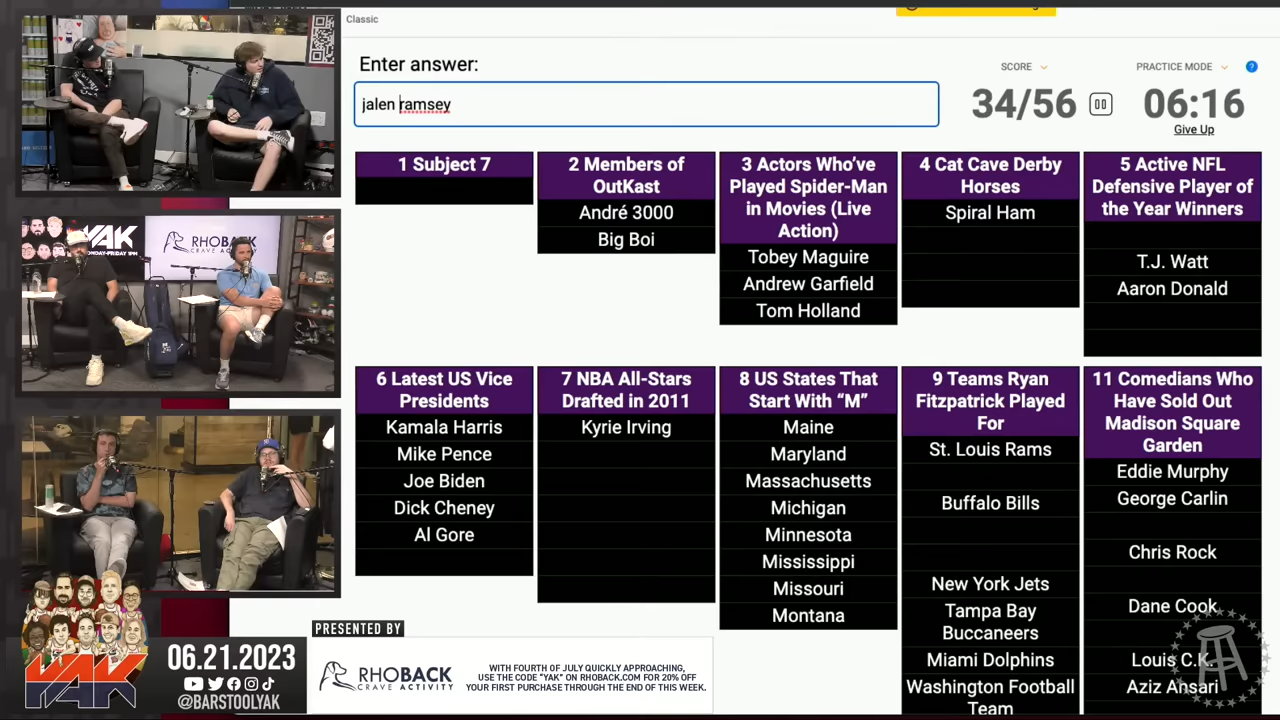 Classic
Enter answer:
jalen ramsey
SCORE
34/56
PRACTICE MODE
?
06:16
Give Up
1 Subject 7
2 Members of
OutKast
André 3000
Big Boi
3 Actors Who’ve
Played Spider-Man
in Movies (Live
Action)
Tobey Maguire
Andrew Garfield
Tom Holland
4 Cat Cave Derby
Horses
Spiral Ham
5 Active NFL
Defensive Player of
the Year Winners
T.J. Watt
Aaron Donald
6 Latest US Vice
Presidents
Kamala Harris
Mike Pence
Joe Biden
Dick Cheney
Al Gore
7 NBA All-Stars
Drafted in 2011
Kyrie Irving
8 US States That
Start With “M”
Maine
Maryland
Massachusetts
Michigan
Minnesota
Mississippi
Missouri
Montana
9 Teams Ryan
Fitzpatrick Played
For
St. Louis Rams
Buffalo Bills
New York Jets
Tampa Bay
Buccaneers
Miami Dolphins
Washington Football
Team
11 Comedians Who
Have Sold Out
Madison Square
Garden
Eddie Murphy
George Carlin
Chris Rock
Dane Cook
Louis C.K.
Aziz Ansari
YAK
MONDAY-FRIDAY 1PM
RHOBACK
CRAVE ACTIVITY
YAK
06.21.2023
@BARSTOOLYAK
PRESENTED BY
RHOBACK
CRAVE ACTIVITY
WITH FOURTH OF JULY QUICKLY APPROACHING,
USE THE CODE "YAK" ON RHOBACK.COM FOR 20% OFF
YOUR FIRST PURCHASE THROUGH THE END OF THIS WEEK.